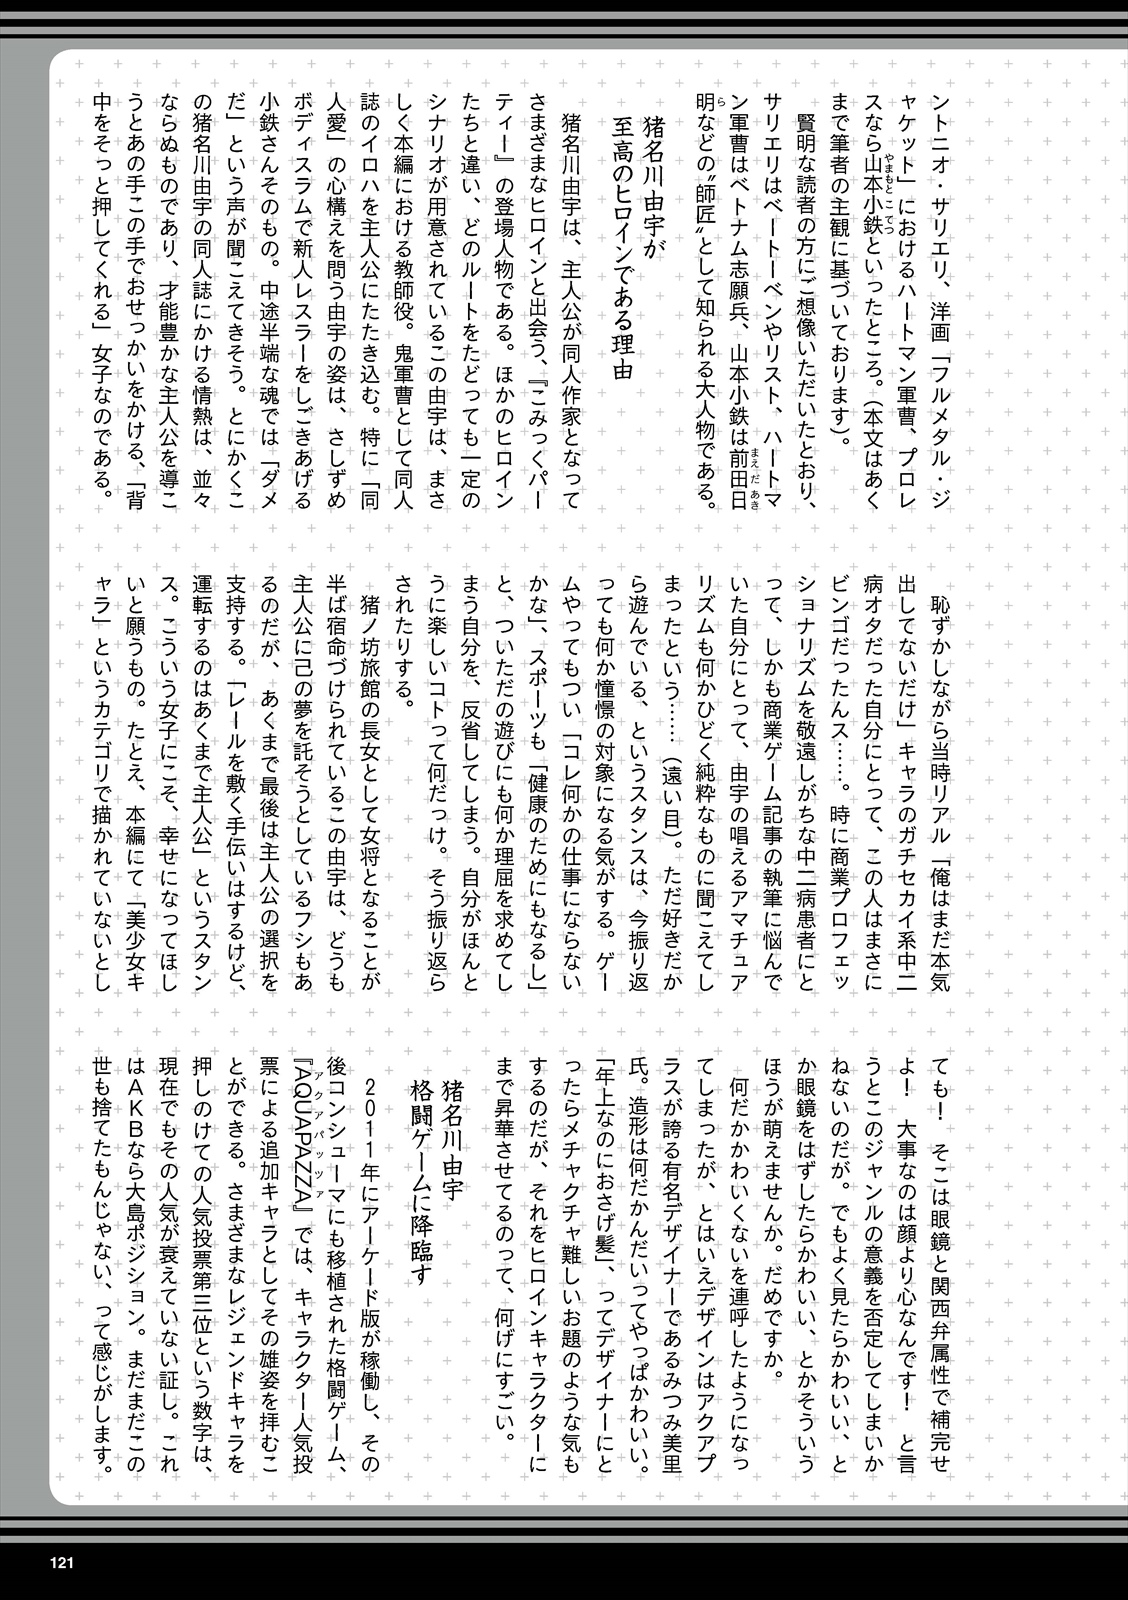 ントニオ・サリエリ、洋画「フルメタル・ジ
ャケット」におけるハートマン軍曹、プロレ
スなら山本小鉄といったところ。（本文はあく
まで筆者の主観に基づいております）。
　賢明な読者の方にご想像いただいたとおり、
サリエリはベートーベンやリスト、ハートマ
ン軍曹はベトナム志願兵、山本小鉄は前田日
明などの〝師匠〟として知られる大人物である。
猪名川由宇が
至高のヒロインである理由
　猪名川由宇は、主人公が同人作家となって
さまざまなヒロインと出会う、『こみっくパー
ティー』の登場人物である。ほかのヒロイン
たちと違い、どのルートをたどっても一定の
シナリオが用意されているこの由宇は、まさ
しく本編における教師役。鬼軍曹として同人
誌のイロハを主人公にたたき込む。特に「同
人愛」の心構えを問う由宇の姿は、さしずめ
ボディスラムで新人レスラーをしごきあげる
小鉄さんそのもの。中途半端な魂では「ダメ
だ」という声が聞こえてきそう。とにかくこ
の猪名川由宇の同人誌にかける情熱は、並々
ならぬものであり、才能豊かな主人公を導こ
うとあの手この手でおせっかいをかける、「背
中をそっと押してくれる」女子なのである。
　恥ずかしながら当時リアル「俺はまだ本気
出してないだけ」キャラのガチセカイ系中二
病オタだった自分にとって、この人はまさに
ビンゴだったんス……。時に商業プロフェッ
ショナリズムを敬遠しがちな中二病患者にと
って、しかも商業ゲーム記事の執筆に悩んで
いた自分にとって、由宇の唱えるアマチュア
リズムも何かひどく純粋なものに聞こえてし
まったという……（遠い目）。ただ好きだか
ら遊んでいる、というスタンスは、今振り返
っても何か憧憬の対象になる気がする。ゲー
ムやってもつい「コレ何かの仕事にならない
かな」、スポーツも「健康のためにもなるし」
と、ついただの遊びにも何か理屈を求めてし
まう自分を、反省してしまう。自分がほんと
うに楽しいコトって何だっけ。そう振り返ら
されたりする。
　猪ノ坊旅館の長女として女将となることが
半ば宿命づけられているこの由宇は、どうも
主人公に己の夢を託そうとしているフシもあ
るのだが、あくまで最後は主人公の選択を
支持する。「レールを敷く手伝いはするけど、
運転するのはあくまで主人公」というスタン
ス。こういう女子にこそ、幸せになってほし
いと願うもの。たとえ、本編にて「美少女キ
ャラ」というカテゴリで描かれていないとし
ても！　そこは眼鏡と関西弁属性で補完せ
よ！　大事なのは顔より心なんです！　と言
うとこのジャンルの意義を否定してしまいか
ねないのだが。でもよく見たらかわいい、と
か眼鏡をはずしたらかわいい、とかそういう
ほうが萌えませんか。だめですか。
　何だかかわいくないを連呼したようになっ
てしまったが、とはいえデザインはアクアプ
ラスが誇る有名デザイナーであるみつみ美里
氏。造形は何だかんだいってやっぱかわいい。
「年上なのにおさげ髪」、ってデザイナーにと
ったらメチャクチャ難しいお題のような気も
するのだが、それをヒロインキャラクターに
まで昇華させてるのって、何げにすごい。
猪名川由宇
格闘ゲームに降臨す
　2011年にアーケード版が稼働し、その
後コンシューマにも移植された格闘ゲーム、
『AQUAPAZZA』では、キャラクター人気投
票による追加キャラとしてその雄姿を拝むこ
とができる。さまざまなレジェンドキャラを
押しのけての人気投票第三位という数字は、
現在でもその人気が衰えていない証し。これ
はAKBなら大島ポジション。まだまだこの
世も捨てたもんじゃない、って感じがします。
121